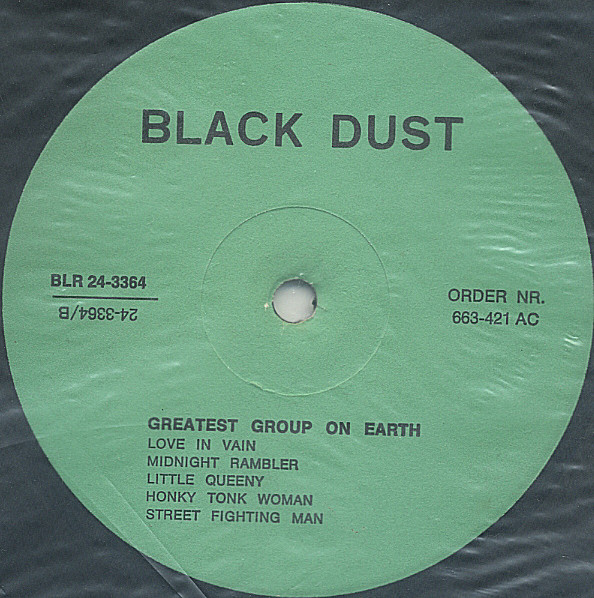 BLACK DUST
BLR 24-3364
24-3364/B
ORDER NR.
663-421 AC
GREATEST GROUP ON EARTH
LOVE IN VAIN
MIDNIGHT RAMBLER
LITTLE QUEENY
HONKY TONK WOMAN
STREET FIGHTING MAN